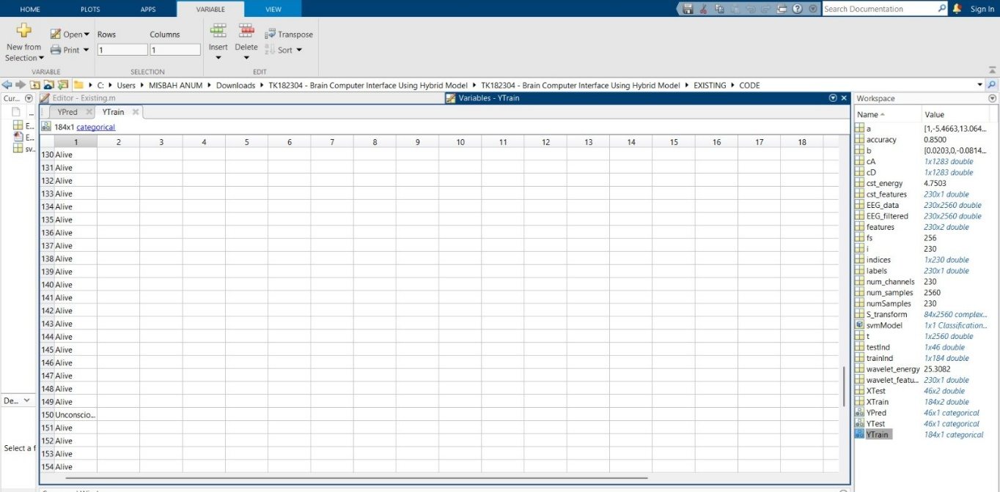 HOME PLOTS APPS VARIABLE VIEW Search Documentation Sign In
New from Selection Open Rows Columns Insert Delete Transpose
Print 1 1 Sort
VARIABLE SELECTION EDIT
C: Users MISBAH ANUM Downloads TK182304 - Brain Computer Interface Using Hybrid Model TK182304 - Brain Computer Interface Using Hybrid Model EXISTING CODE
Cur... Editor - Existing.m Variables - YTrain Workspace
YPred YTrain
184x1 categorical
1 2 3 4 5 6 7 8 9 10 11 12 13 14 15 16 17 18
130 Alive
131 Alive
132 Alive
133 Alive
134 Alive
135 Alive
136 Alive
137 Alive
138 Alive
139 Alive
140 Alive
141 Alive
142 Alive
143 Alive
144 Alive
145 Alive
146 Alive
147 Alive
148 Alive
149 Alive
150 Unconscio...
151 Alive
152 Alive
153 Alive
154 Alive
E...
E...
sv...
De...
Select a f
Name Value
a [1,-5.4663,13.064...
accuracy 0.8500
b [0.0203,0,-0.0814...
cA 1x1283 double
cD 1x1283 double
cst_energy 4.7503
cst_features 230x1 double
EEG_data 230x2560 double
EEG_filtered 230x2560 double
features 230x2 double
fs 256
i 230
indices 1x230 double
labels 230x1 double
num_channels 230
num_samples 2560
numSamples 230
S_transform 84x2560 complex...
svmModel 1x1 Classification...
t 1x2560 double
testInd 1x46 double
trainInd 1x184 double
wavelet_energy 25.3082
wavelet_featu... 230x1 double
XTest 46x2 double
XTrain 184x2 double
YPred 46x1 categorical
YTest 46x1 categorical
YTrain 184x1 categorical